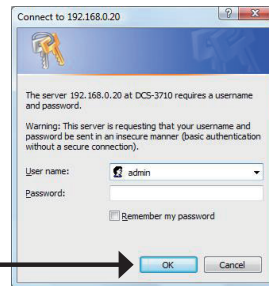 Connect to 192.168.0.20
The server 192.168.0.20 at DCS-3710 requires a username
and password.
Warning: This server is requesting that your username and
password be sent in an insecure manner (basic authentication
without a secure connection).
User name:
admin
Password:
Remember my password
OK
Cancel